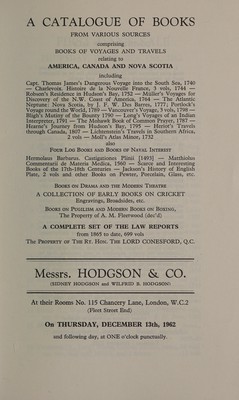 A CATALOGUE OF BOOKS
FROM VARIOUS SOURCES
comprising
BOOKS OF VOYAGES AND TRAVELS
relating to
AMERICA, CANADA AND NOVA SCOTIA
including
Capt. Thomas James's Dangerous Voyage into the South Sea, 1740
— Charlevoix. Histoire de la Nouvelle France, 3 vols, 1744 —
Robson's Residence in Hudson's Bay, 1752 — Muller's Voyages for
Discovery of the N.W. Coast of America, 1764 — The Atlantic
Neptune: Nova Scotia, by J. F. W. Des Barres, 1777; Portlock's
Voyage round the World, 1789 — Vancouver's Voyage, 3 vols, 1798 —
Bligh's Mutiny of the Bounty 1790 — Long's Voyages of an Indian
Interpreter, 1791 — The Mohawk Book of Common Prayer, 1787 —
Hearne's Journey from Hudson's Bay, 1795 — Heriot's Travels
through Canada, 1807 — Lichtenstein's Travels in Southern Africa,
2 vols — Moll's Atlas Minor, 1732
also
FOUR LOG BOOKS AND BOOKS OF NAVAL INTEREST
Hermolaus Barbarus. Castigationes Plinii [1493] — Matthiolus
Commentarii de Materia Medica, 1560 — Scarce and Interesting
Books of the 17th-18th Centuries — Jackson's History of English
Plate, 2 vols and other Books on Pewter, Porcelain, Glass, etc.
BOOKS ON DRAMA AND THE MODERN THEATRE
A COLLECTION OF EARLY BOOKS ON CRICKET
Engravings, Broadsides, etc.
BOOKS ON PUGILISM AND MODERN BOOKS ON BOXING,
The Property of A. M. Fleetwood (dec'd)
A COMPLETE SET OF THE LAW REPORTS
from 1865 to date, 699 vols
THE PROPERTY OF THE RT. HON. THE LORD CONESFORD, Q.C.
Messrs. HODGSON & CO.
(SIDNEY HODGSON and WILFRID B. HODGSON)
At their Rooms No. 115 Chancery Lane, London, W.C.2
(Fleet Street End)
On THURSDAY, DECEMBER 13th, 1962
and following day, at ONE o'clock punctually.